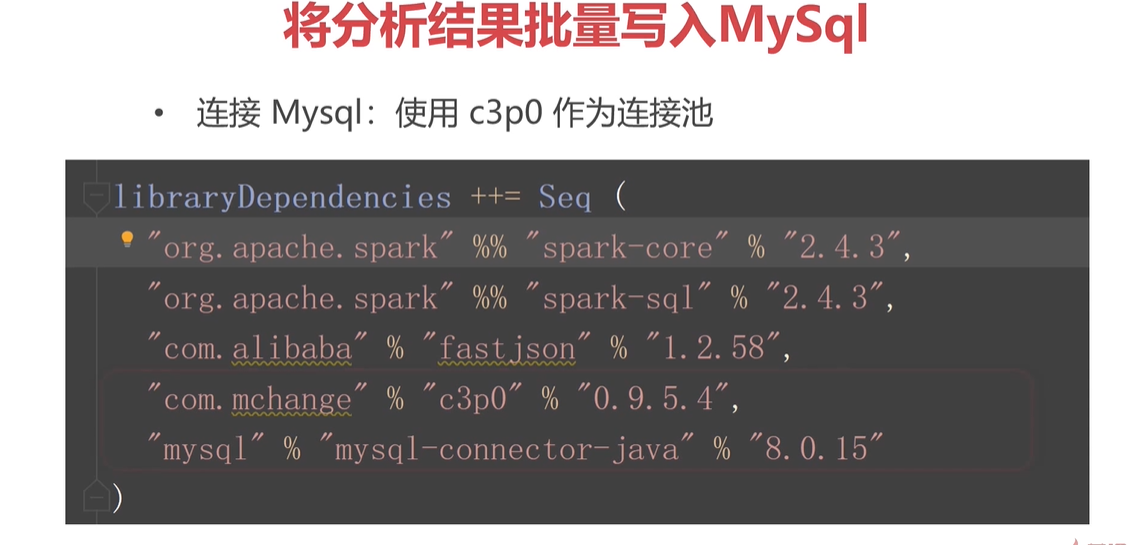 将分析结果批量写入MySql
• 连接 Mysql：使用 c3p0 作为连接池
libraryDependencies ++= Seq (
"org.apache.spark" %% "spark-core" % "2.4.3",
"org.apache.spark" %% "spark-sql" % "2.4.3",
"com.alibaba" % "fastjson" % "1.2.58",
"com.mchange" % "c3p0" % "0.9.5.4",
"mysql" % "mysql-connector-java" % "8.0.15"
)